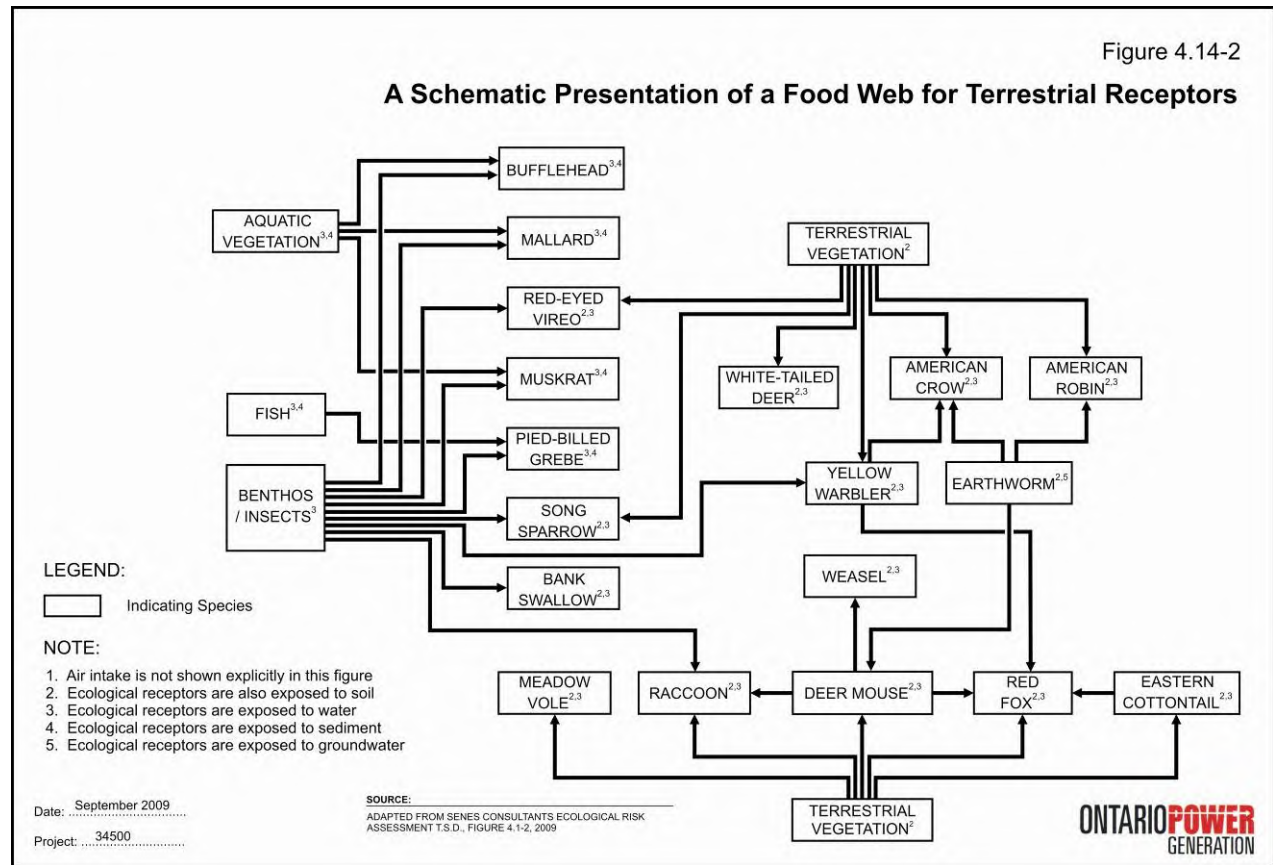 Figure 4.14-2
A Schematic Presentation of a Food Web for Terrestrial Receptors
BUFFLEHEAD3,4
AQUATIC
VEGETATION3,4
MALLARD3,4
TERRESTRIAL
VEGETATION2
RED-EYED
VIREO2,3
MUSKRAT3,4
WHITE-TAILED
DEER2,3
AMERICAN
CROW2,3
AMERICAN
ROBIN2,3
FISH3,4
PIED-BILLED
GREBE3,4
YELLOW
WARBLER2,3
EARTHWORM2,5
BENTHOS
/ INSECTS3
SONG
SPARROW2,3
BANK
SWALLOW2,3
WEASEL2,3
LEGEND:
Indicating Species
NOTE:
1. Air intake is not shown explicitly in this figure
2. Ecological receptors are also exposed to soil
3. Ecological receptors are exposed to water
4. Ecological receptors are exposed to sediment
5. Ecological receptors are exposed to groundwater
MEADOW
VOLE2,3
RACCOON2,3
DEER MOUSE2,3
RED
FOX2,3
EASTERN
COTTONTAIL2,3
TERRESTRIAL
VEGETATION2
Date: September 2009
Project: 34500
SOURCE:
ADAPTED FROM SENES CONSULTANTS ECOLOGICAL RISK
ASSESSMENT T.S.D., FIGURE 4.1-2, 2009
ONTARIOPOWER
GENERATION